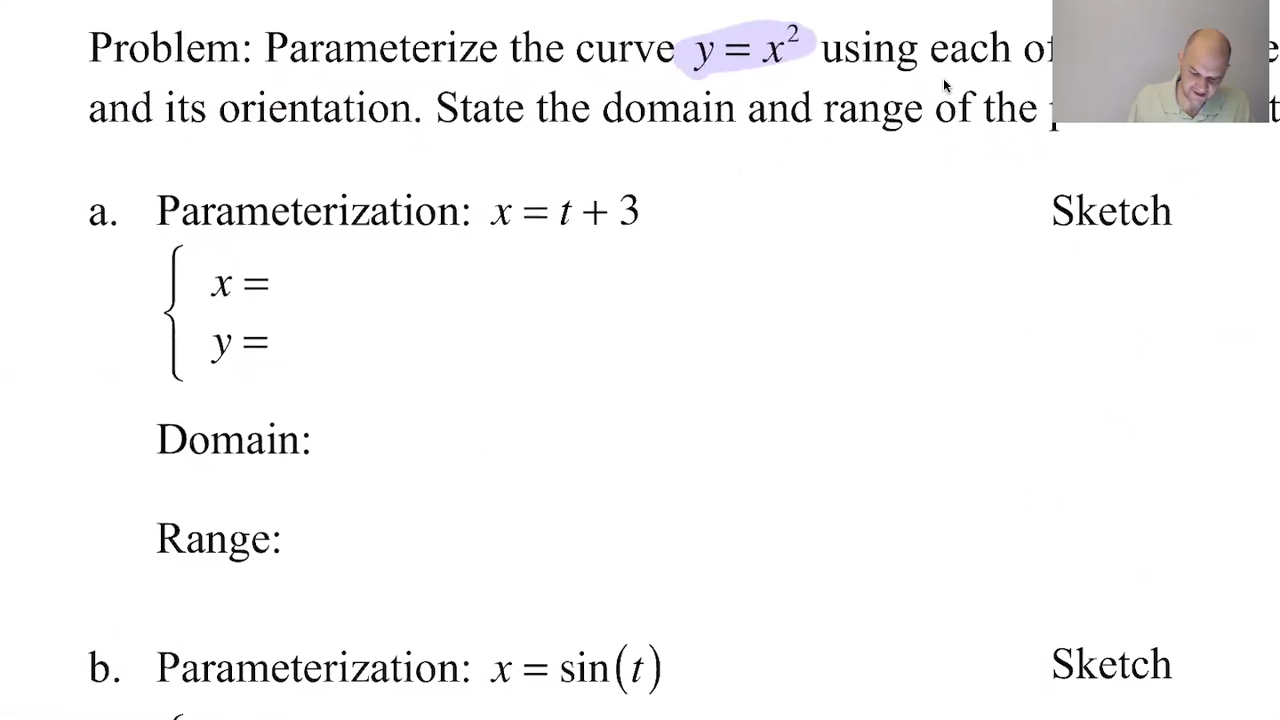 Problem: Parameterize the curve y = x² using each
and its orientation. State the domain and range of the
a. Parameterization: x = t + 3 Sketch
x =
y =
Domain:
Range:
b. Parameterization: x = sin(t) Sketch